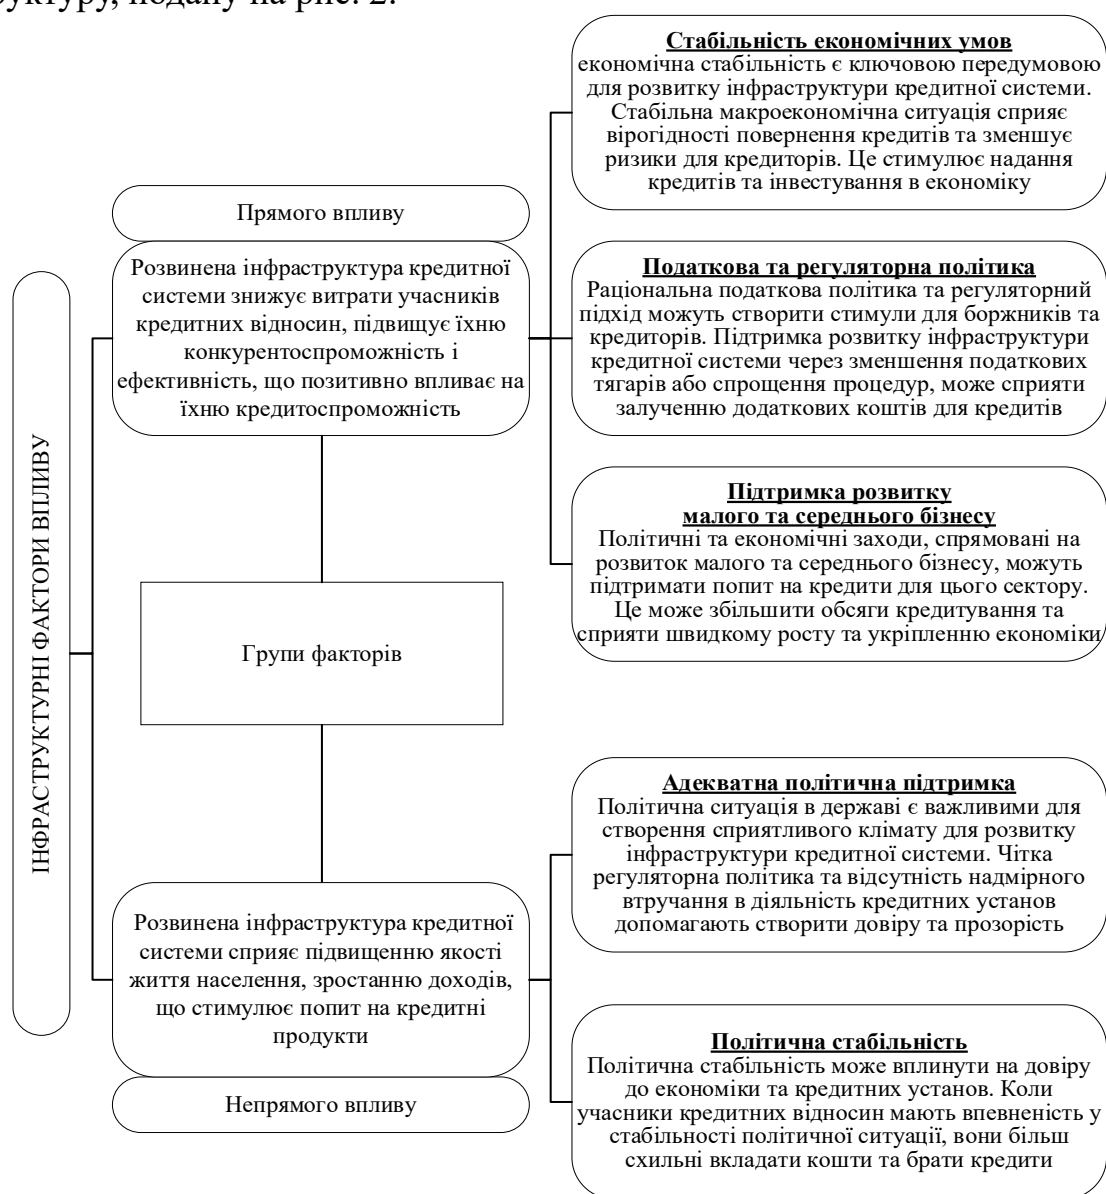 подану на рис. 2.
ІНФРАСТРУКТУРНІ ФАКТОРИ ВПЛИВУ
Прямого впливу
Розвинена інфраструктура кредитної
системи знижує витрати учасників
кредитних відносин, підвищує їхню
конкурентоспроможність і
ефективність, що позитивно впливає на
їхню кредитоспроможність
Групи факторів
Розвинена інфраструктура кредитної
системи сприяє підвищенню якості
життя населення, зростанню доходів,
що стимулює попит на кредитні
продукти
Непрямого впливу
Стабільність економічних умов
економічна стабільність є ключовою передумовою
для розвитку інфраструктури кредитної системи.
Стабільна макроекономічна ситуація сприяє
вірогідності повернення кредитів та зменшує
ризики для кредиторів. Це стимулює надання
кредитів та інвестування в економіку
Податкова та регуляторна політика
Раціональна податкова політика та регуляторний
підхід можуть створити стимули для боржників та
кредиторів. Підтримка розвитку інфраструктури
кредитної системи через зменшення податкових
тягарів або спрощення процедур, може сприяти
залученню додаткових коштів для кредитів
Підтримка розвитку
малого та середнього бізнесу
Політичні та економічні заходи, спрямовані на
розвиток малого та середнього бізнесу, можуть
підтримати попит на кредити для цього сектору.
Це може збільшити обсяги кредитування та
сприяти швидкому росту та укріпленню економіки
Адекватна політична підтримка
Політична ситуація в державі є важливими для
створення сприятливого клімату для розвитку
інфраструктури кредитної системи. Чітка
регуляторна політика та відсутність надмірного
втручання в діяльність кредитних установ
допомагають створити довіру та прозорість
Політична стабільність
Політична стабільність може вплинути на довіру
до економіки та кредитних установ. Коли
учасники кредитних відносин мають впевненість у
стабільності політичної ситуації, вони більш
схильні вкладати кошти та брати кредити